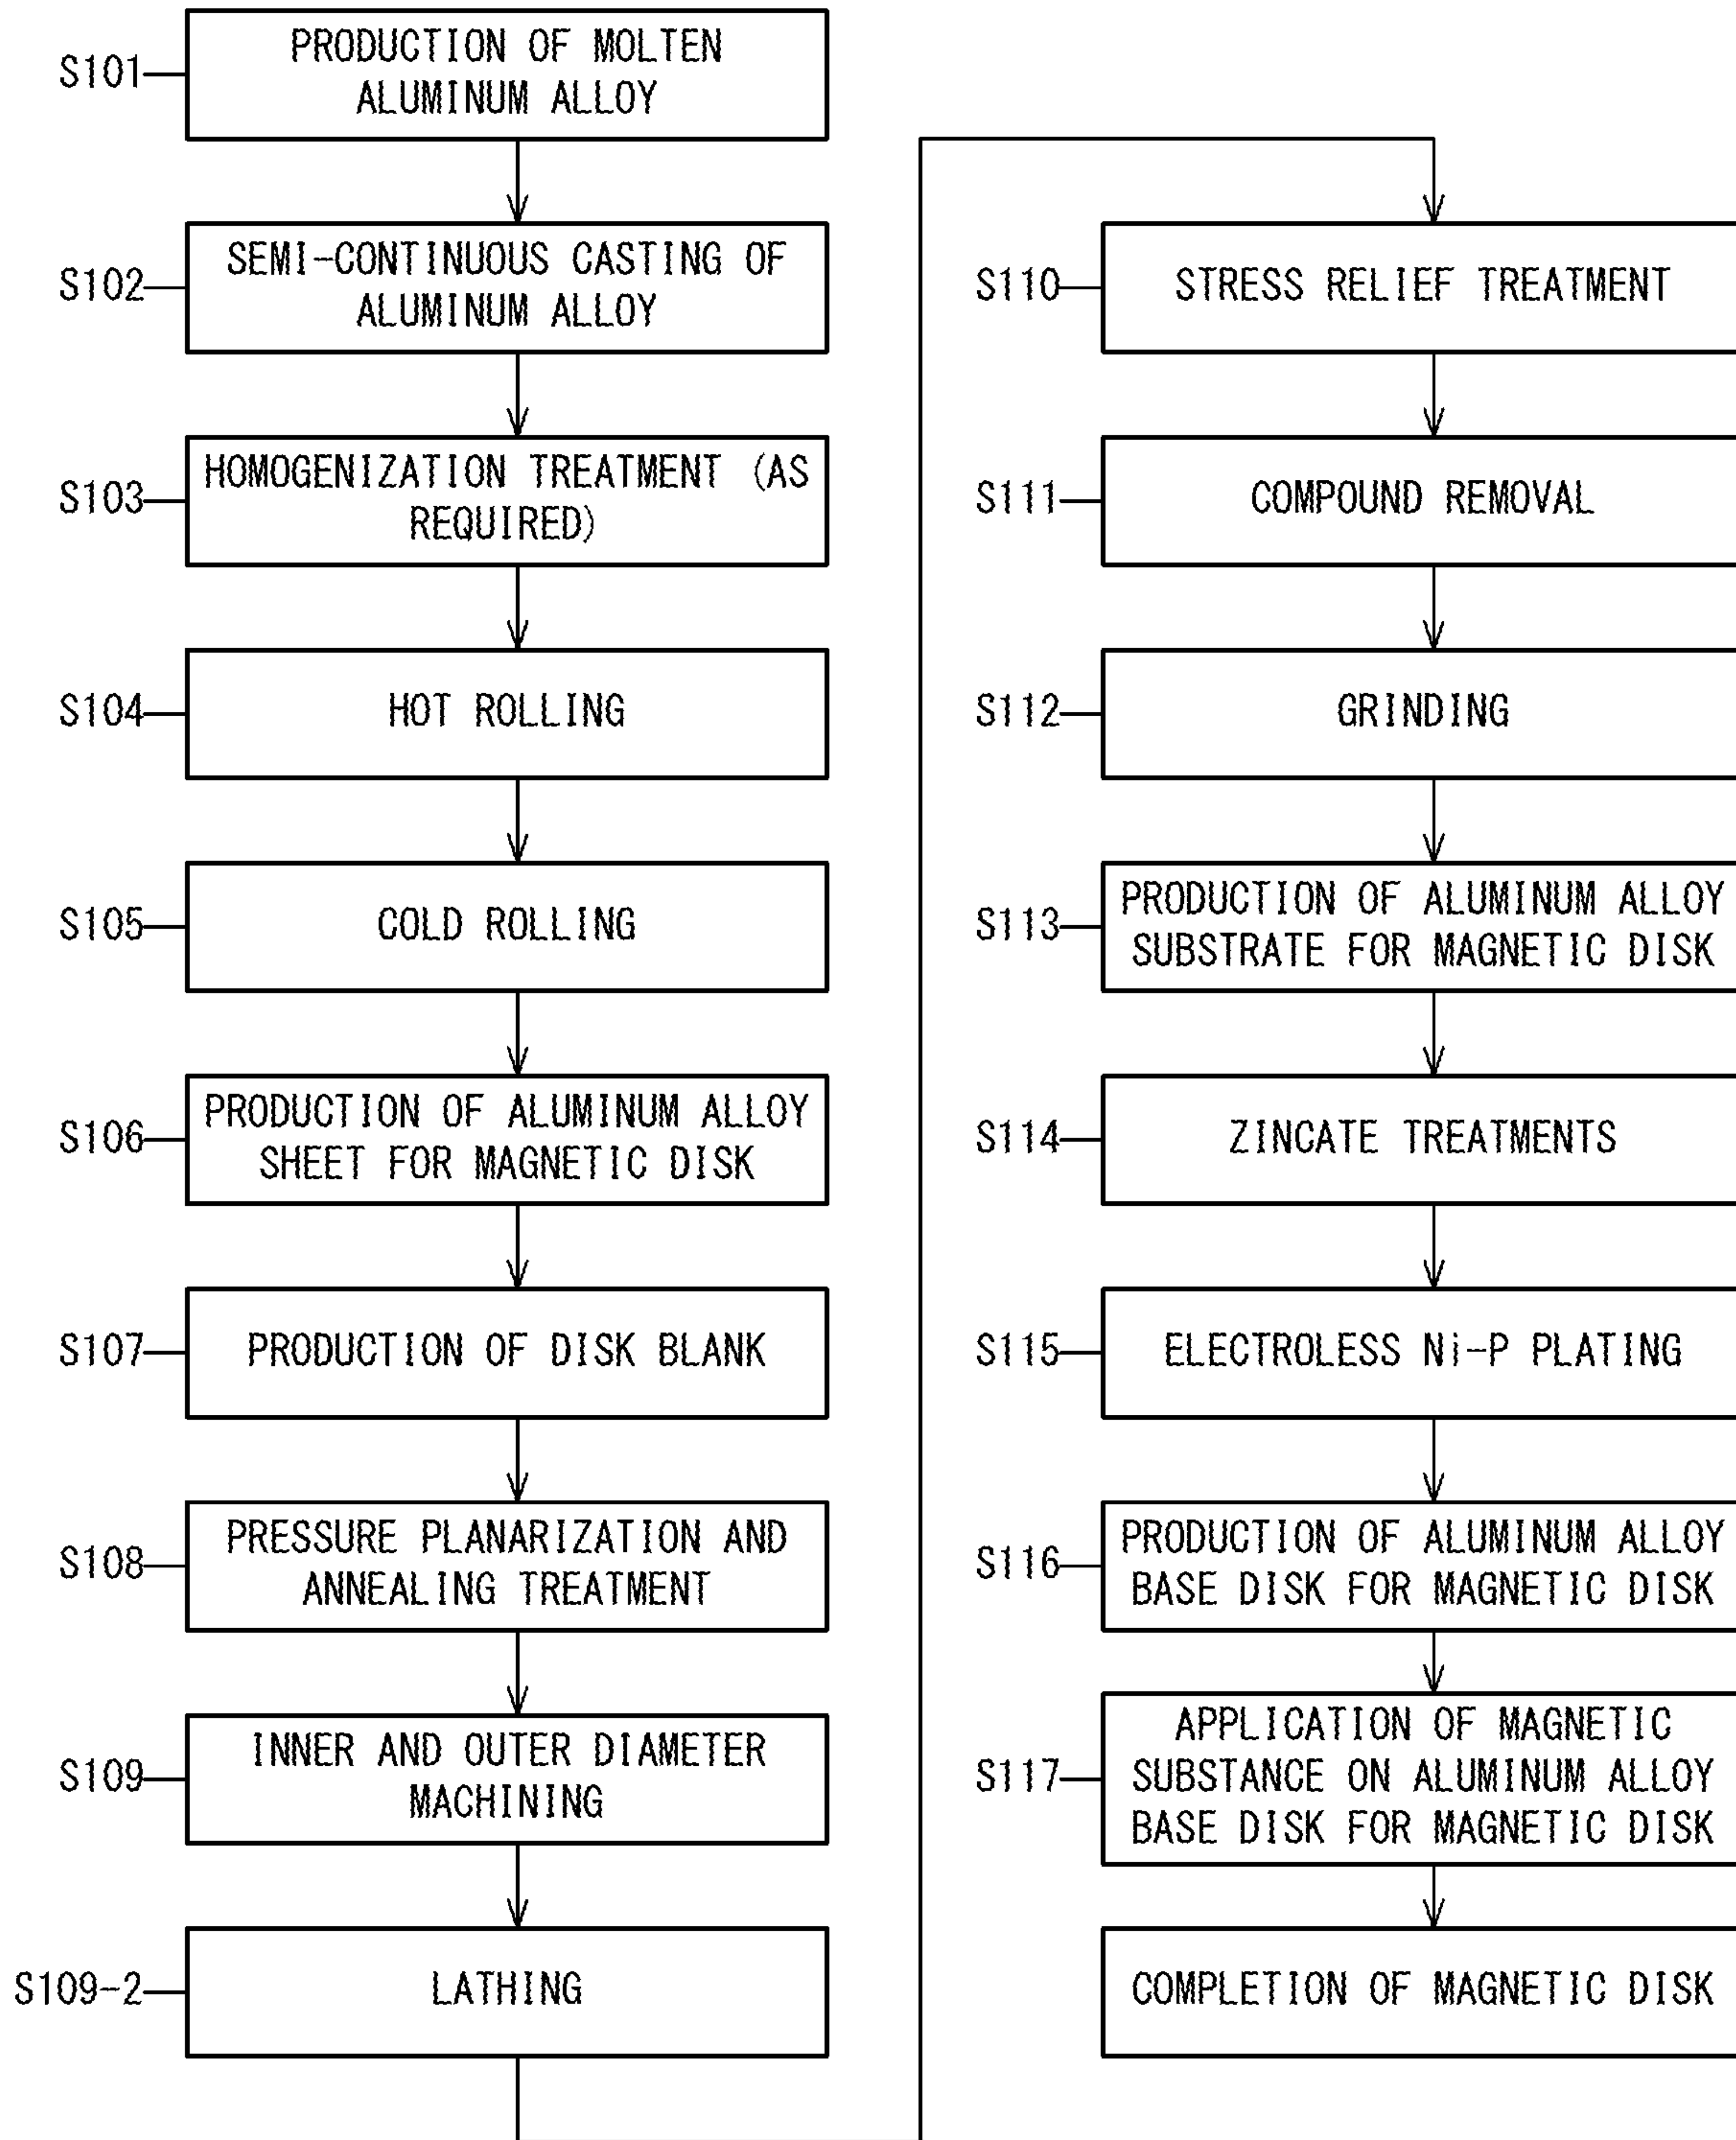 S101
PRODUCTION OF MOLTEN
ALUMINUM ALLOY
S102
SEMI-CONTINUOUS CASTING OF
ALUMINUM ALLOY
S103
HOMOGENIZATION TREATMENT (AS
REQUIRED)
S104
HOT ROLLING
S105
COLD ROLLING
S106
PRODUCTION OF ALUMINUM ALLOY
SHEET FOR MAGNETIC DISK
S107
PRODUCTION OF DISK BLANK
S108
PRESSURE PLANARIZATION AND
ANNEALING TREATMENT
S109
INNER AND OUTER DIAMETER
MACHINING
S109-2
LATHING
S110
STRESS RELIEF TREATMENT
S111
COMPOUND REMOVAL
S112
GRINDING
S113
PRODUCTION OF ALUMINUM ALLOY
SUBSTRATE FOR MAGNETIC DISK
S114
ZINCATE TREATMENTS
S115
ELECTROLESS Ni-P PLATING
S116
PRODUCTION OF ALUMINUM ALLOY
BASE DISK FOR MAGNETIC DISK
S117
APPLICATION OF MAGNETIC
SUBSTANCE ON ALUMINUM ALLOY
BASE DISK FOR MAGNETIC DISK
COMPLETION OF MAGNETIC DISK